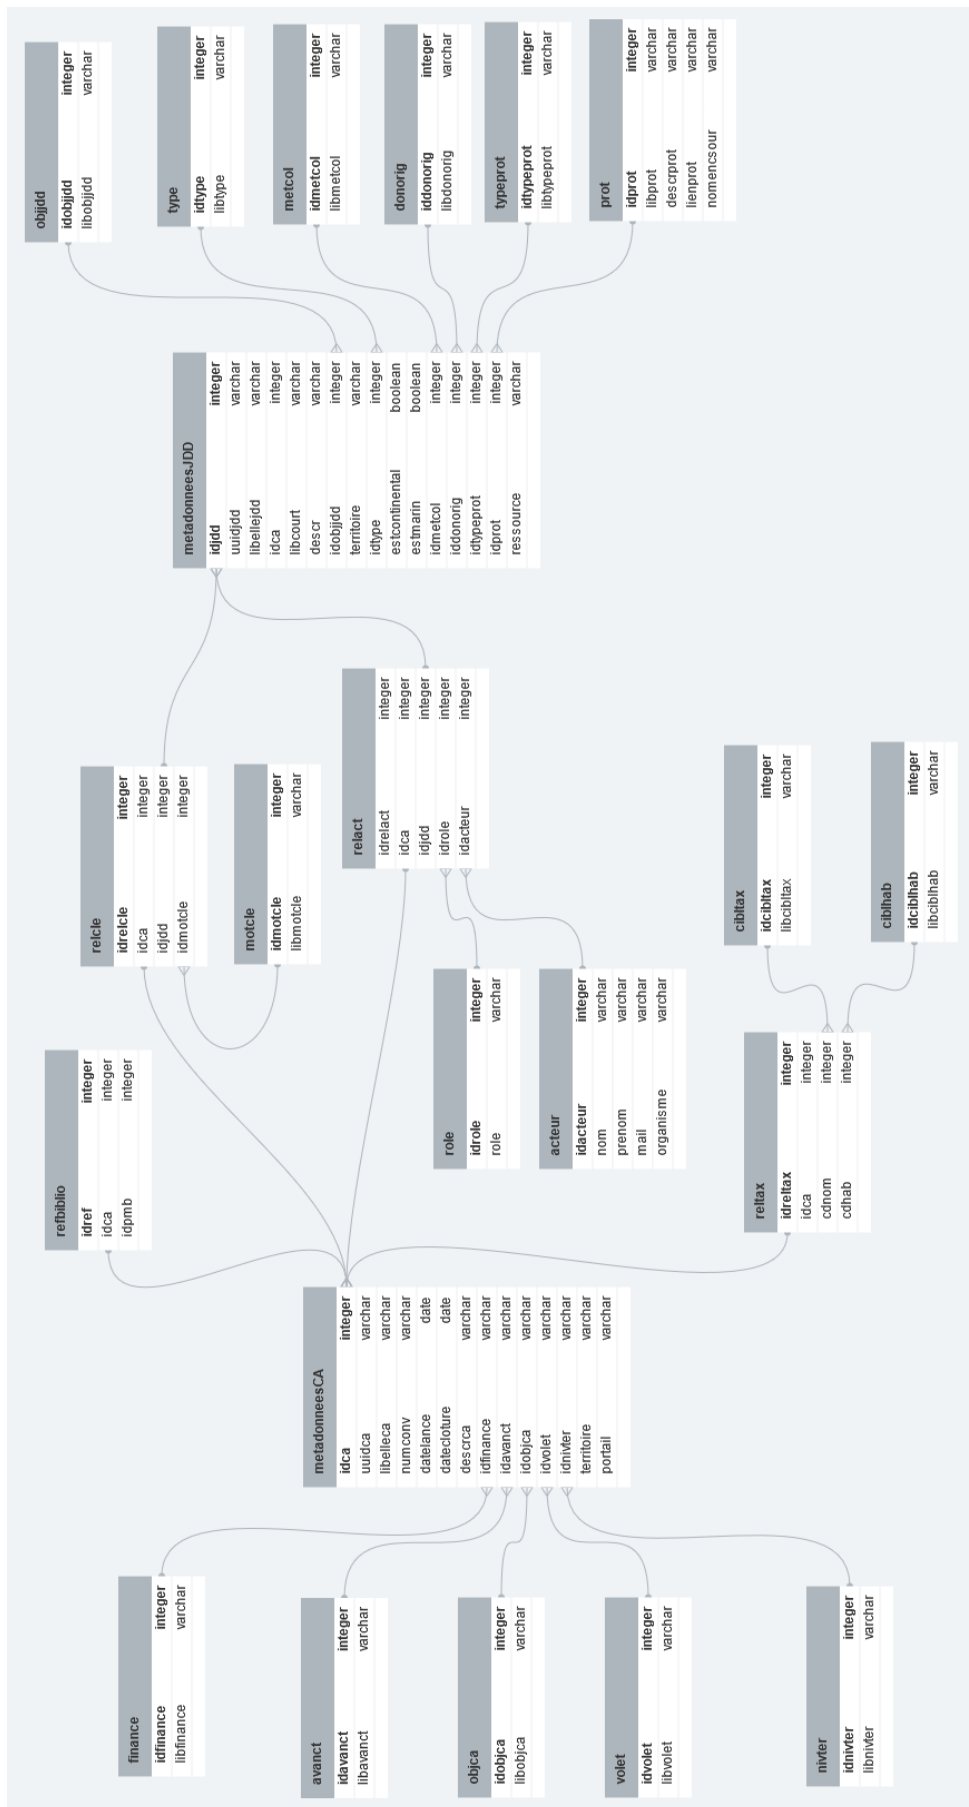 finance
idfinance integer
libfinance varchar
avanct
idavanct integer
libavanct varchar
objca
idobjca integer
libobjca varchar
volet
idvolet integer
libvolet varchar
nivter
idnivter integer
libnivter varchar
metadonneesCA
idca integer
uuidca varchar
libelleca varchar
numconv varchar
datelance date
datecloture date
descrca varchar
idfinance varchar
idavanct varchar
idobjca varchar
idvolet varchar
idnivter varchar
territoire varchar
portail varchar
refbiblio
idref integer
idca integer
idpmb integer
role
idrole integer
role varchar
acteur
idacteur integer
nom varchar
prenom varchar
mail varchar
organisme varchar
reltax
idreltax integer
idca integer
cdnom integer
cdhab integer
relcle
idrelcle integer
idca integer
idjdd integer
idmotcle integer
motcle
idmotcle integer
libmotcle varchar
relact
idrelact integer
idca integer
idjdd integer
idrole integer
idacteur integer
cibltax
idcibltax integer
libcibltax varchar
ciblhab
idciblhab integer
libciblhab varchar
metadonneesJDD
idjdd integer
uuidjdd varchar
libellejdd varchar
idca integer
libcourt varchar
descr varchar
idobjjdd integer
territoire varchar
idtype integer
estcontinental boolean
estmarin boolean
idmetcol integer
iddonorig integer
idtypeprot integer
idprot integer
ressource varchar
objjdd
idobjjdd integer
libobjjdd varchar
type
idtype integer
libtype varchar
metcol
idmetcol integer
libmetcol varchar
donorig
iddonorig integer
libdonorig varchar
typeprot
idtypeprot integer
libtypeprot varchar
prot
idprot integer
libprot varchar
descrprot varchar
lienprot varchar
nomencsour varchar